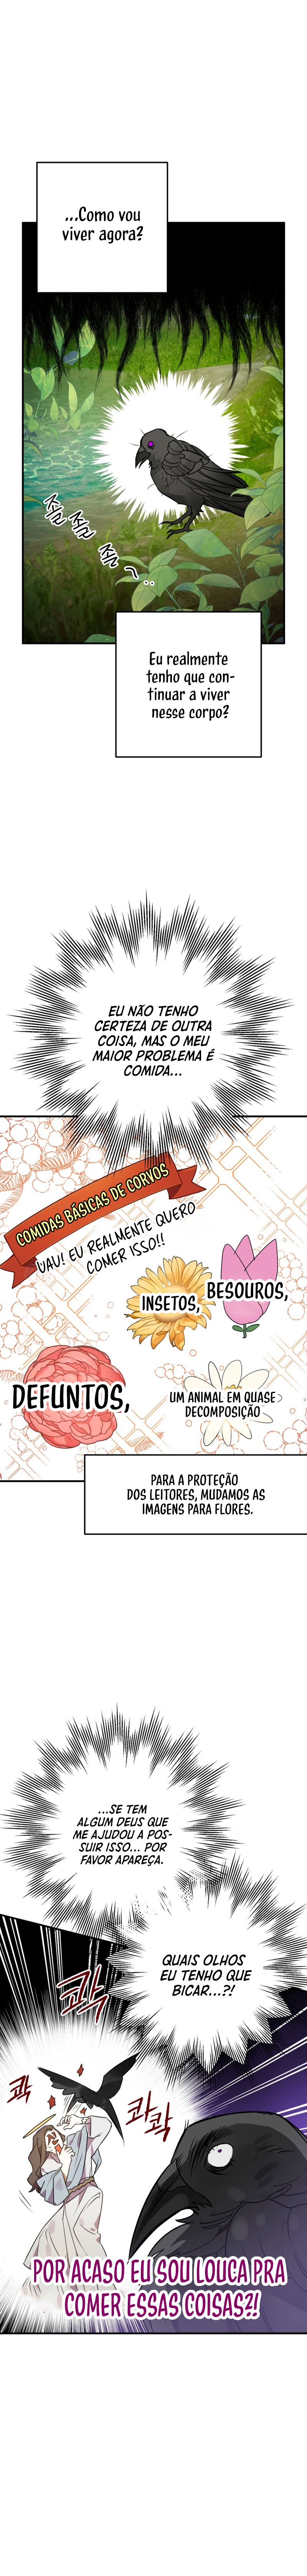 ...Como vou
viver agora?
졸
졸
졸
Eu realmente
tenho que con-
tinuar a viver
nesse corpo?
EU NÃO TENHO
CERTEZA DE OUTRA
COISA, MAS O MEU
MAIOR PROBLEMA É
COMIDA...
COMIDAS BÁSICAS DE CORVOS
UAU! EU REALMENTE QUERO
COMER ISSO!!
BESOUROS,
INSETOS,
DEFUNTOS,
UM ANIMAL EM QUASE
DECOMPOSIÇÃO
PARA A PROTEÇÃO
DOS LEITORES, MUDAMOS AS
IMAGENS PARA FLORES.
...SE TEM
ALGUM DEUS QUE
ME AJUDOU A POS-
SUIR ISSO... POR
FAVOR APAREÇA.
QUAIS OLHOS
EU TENHO QUE
BICAR...?!
콱
콱
콱
콰콱
POR ACASO EU SOU LOUCA PRA
COMER ESSAS COISAS?!